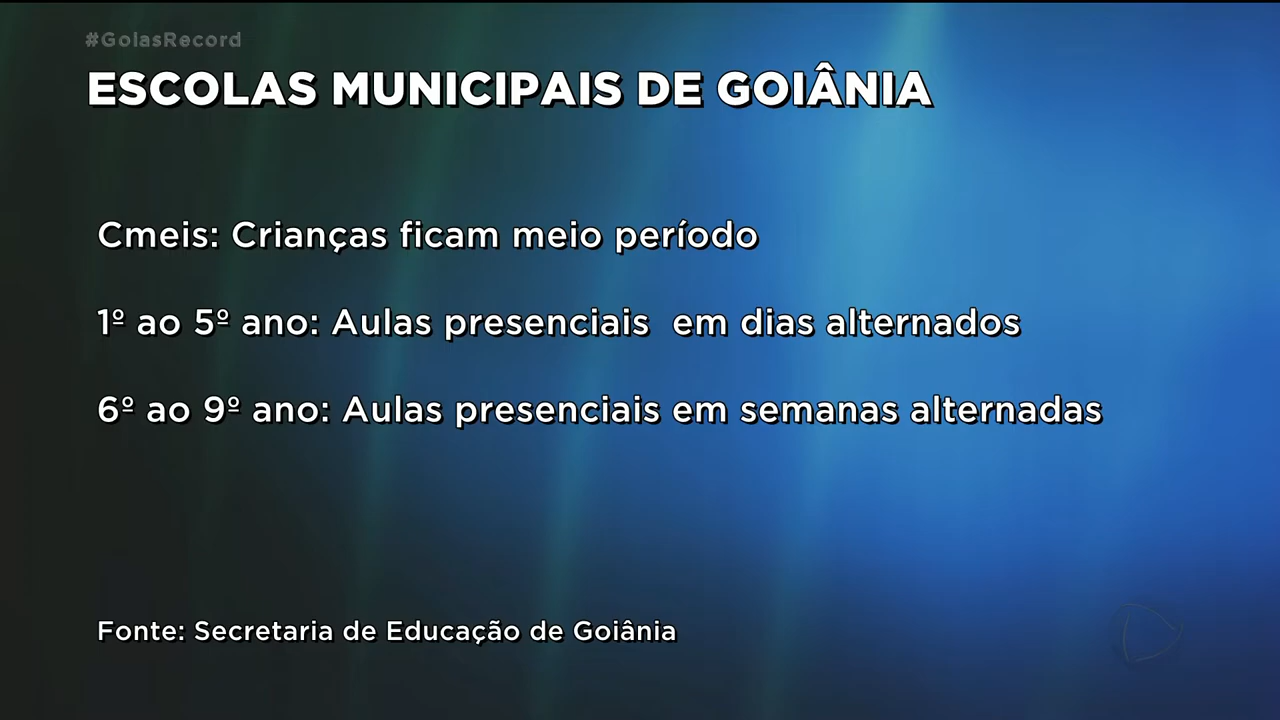 #GoiasRecord
ESCOLAS MUNICIPAIS DE GOIÂNIA
Cmeis: Crianças ficam meio período
1º ao 5º ano: Aulas presenciais em dias alternados
6º ao 9º ano: Aulas presenciais em semanas alternadas
Fonte: Secretaria de Educação de Goiânia